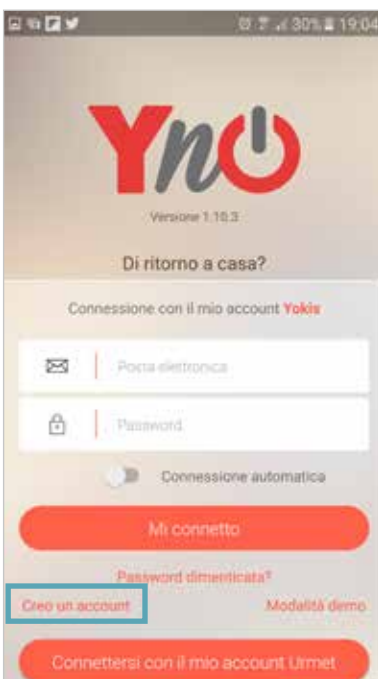 30% 19:04
YnO
Versione 1.10.3
Di ritorno a casa?
Connessione con il mio account Yokis
Posta elettronica
Password
Connessione automatica
Mi connetto
Password dimenticata?
Creo un account Modalità demo
Connettersi con il mio account Urmet